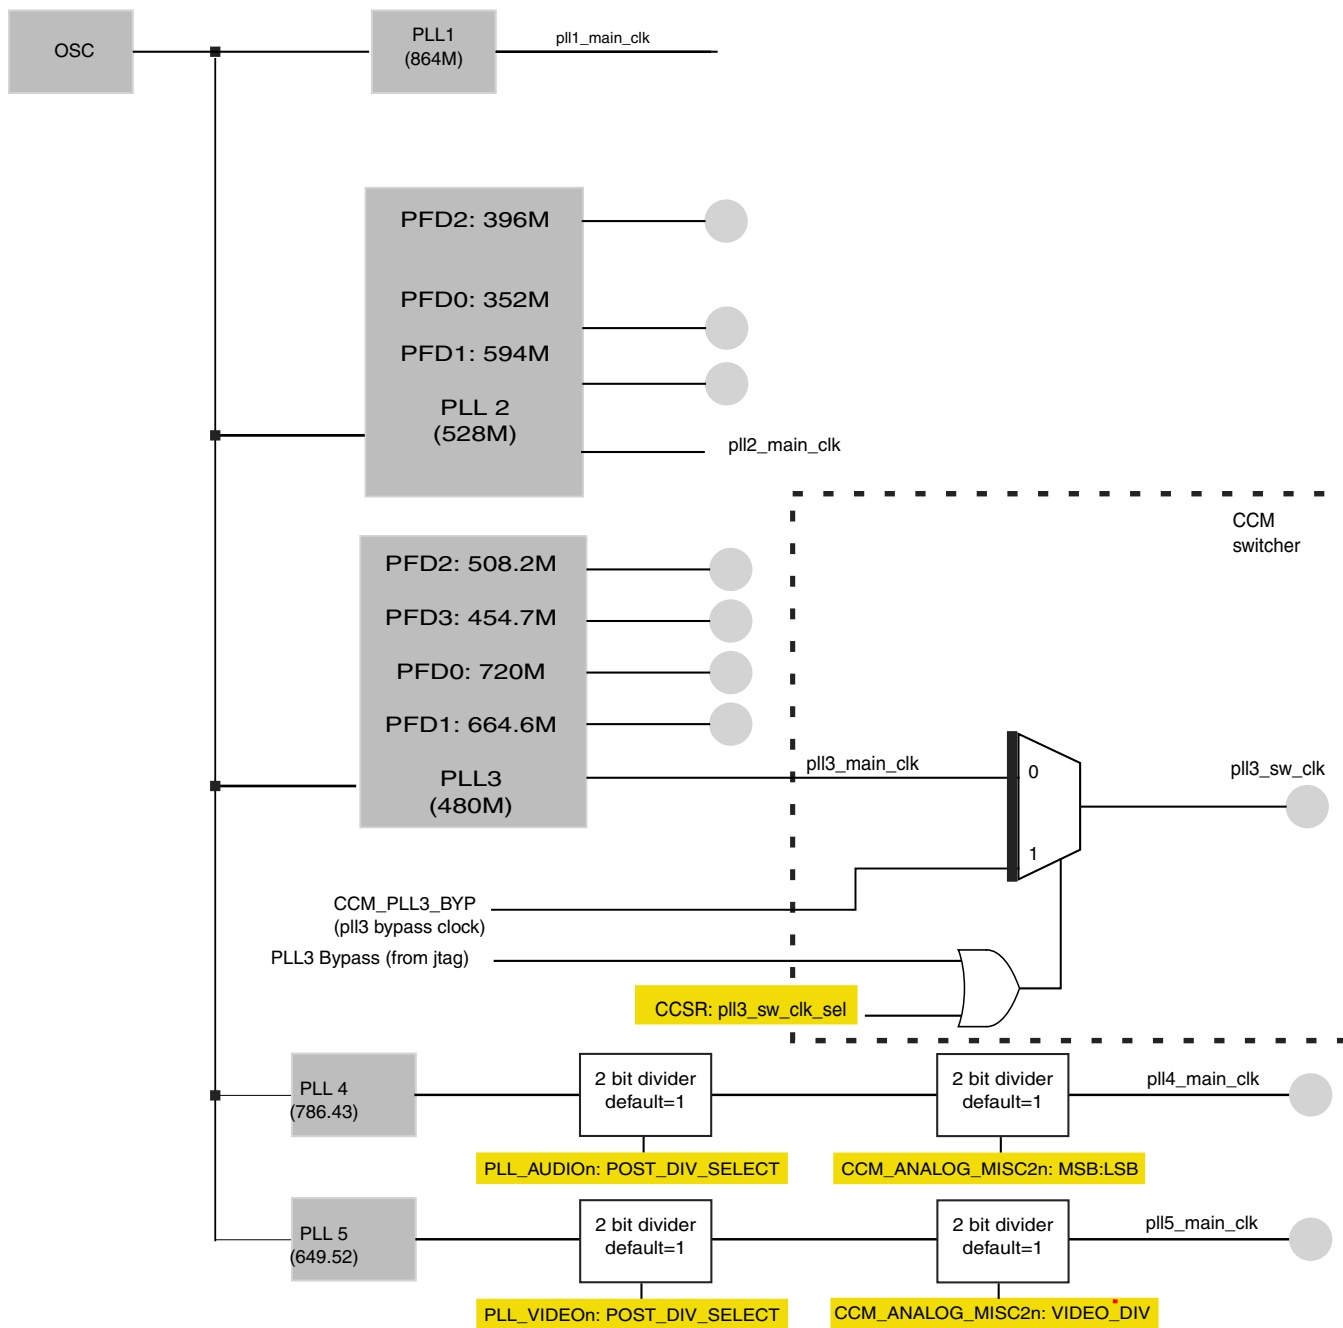 OSC
PLL1
(864M)
pll1_main_clk
PFD2: 396M
PFD0: 352M
PFD1: 594M
PLL 2
(528M)
pll2_main_clk
CCM
switcher
PFD2: 508.2M
PFD3: 454.7M
PFD0: 720M
PFD1: 664.6M
PLL3
(480M)
pll3_main_clk
0
1
pll3_sw_clk
CCM_PLL3_BYP
(pll3 bypass clock)
PLL3 Bypass (from jtag)
CCSR: pll3_sw_clk_sel
PLL 4
(786.43)
2 bit divider
default=1
2 bit divider
default=1
pll4_main_clk
PLL_AUDIOn: POST_DIV_SELECT
CCM_ANALOG_MISC2n: MSB:LSB
PLL 5
(649.52)
2 bit divider
default=1
2 bit divider
default=1
pll5_main_clk
PLL_VIDEOn: POST_DIV_SELECT
CCM_ANALOG_MISC2n: VIDEO_DIV